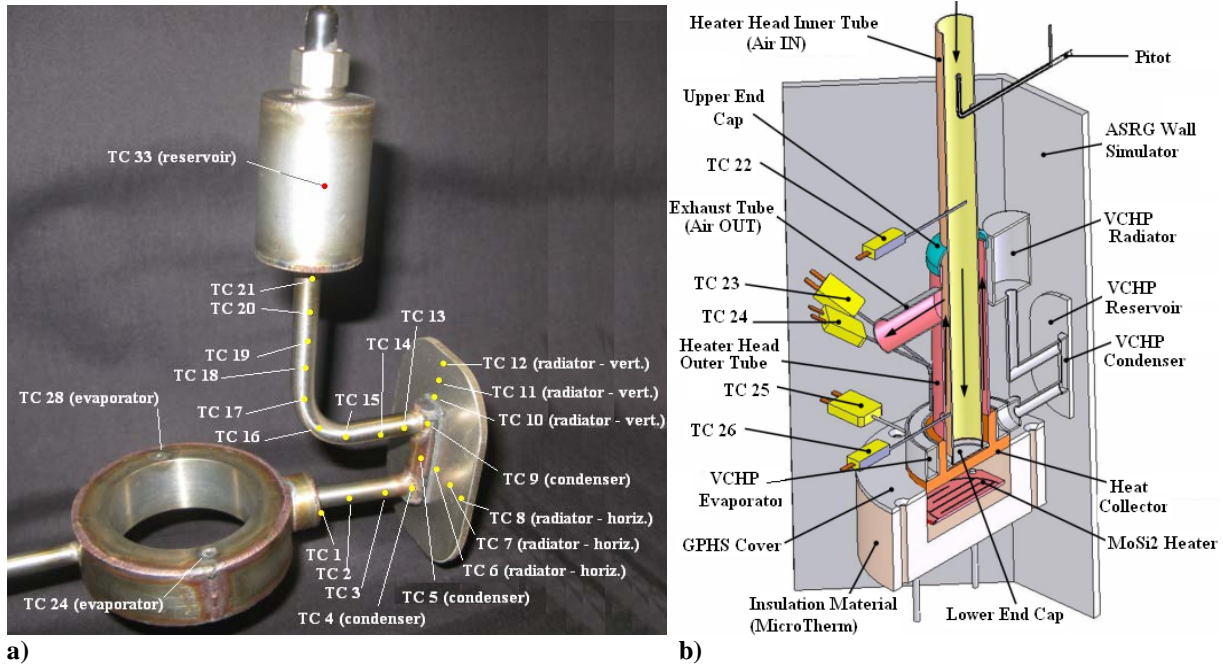 TC 33 (reservoir)
TC 21
TC 20
TC 19
TC 18
TC 17
TC 16
TC 15
TC 14
TC 13
TC 12 (radiator - vert.)
TC 11 (radiator - vert.)
TC 10 (radiator - vert.)
TC 9 (condenser)
TC 8 (radiator - horiz.)
TC 7 (radiator - horiz.)
TC 6 (radiator - horiz.)
TC 5 (condenser)
TC 4 (condenser)
TC 3
TC 2
TC 1
TC 28 (evaporator)
TC 24 (evaporator)
a)
Heater Head Inner Tube
(Air IN)
Upper End
Cap
TC 22
Exhaust Tube
(Air OUT)
TC 23
TC 24
Heater Head
Outer Tube
TC 25
TC 26
VCHP
Evaporator
GPHS Cover
Insulation Material
(MicroTherm)
Pitot
ASRG Wall
Simulator
VCHP
Radiator
VCHP
Reservoir
VCHP
Condenser
Heat
Collector
MoSi2 Heater
Lower End Cap
b)